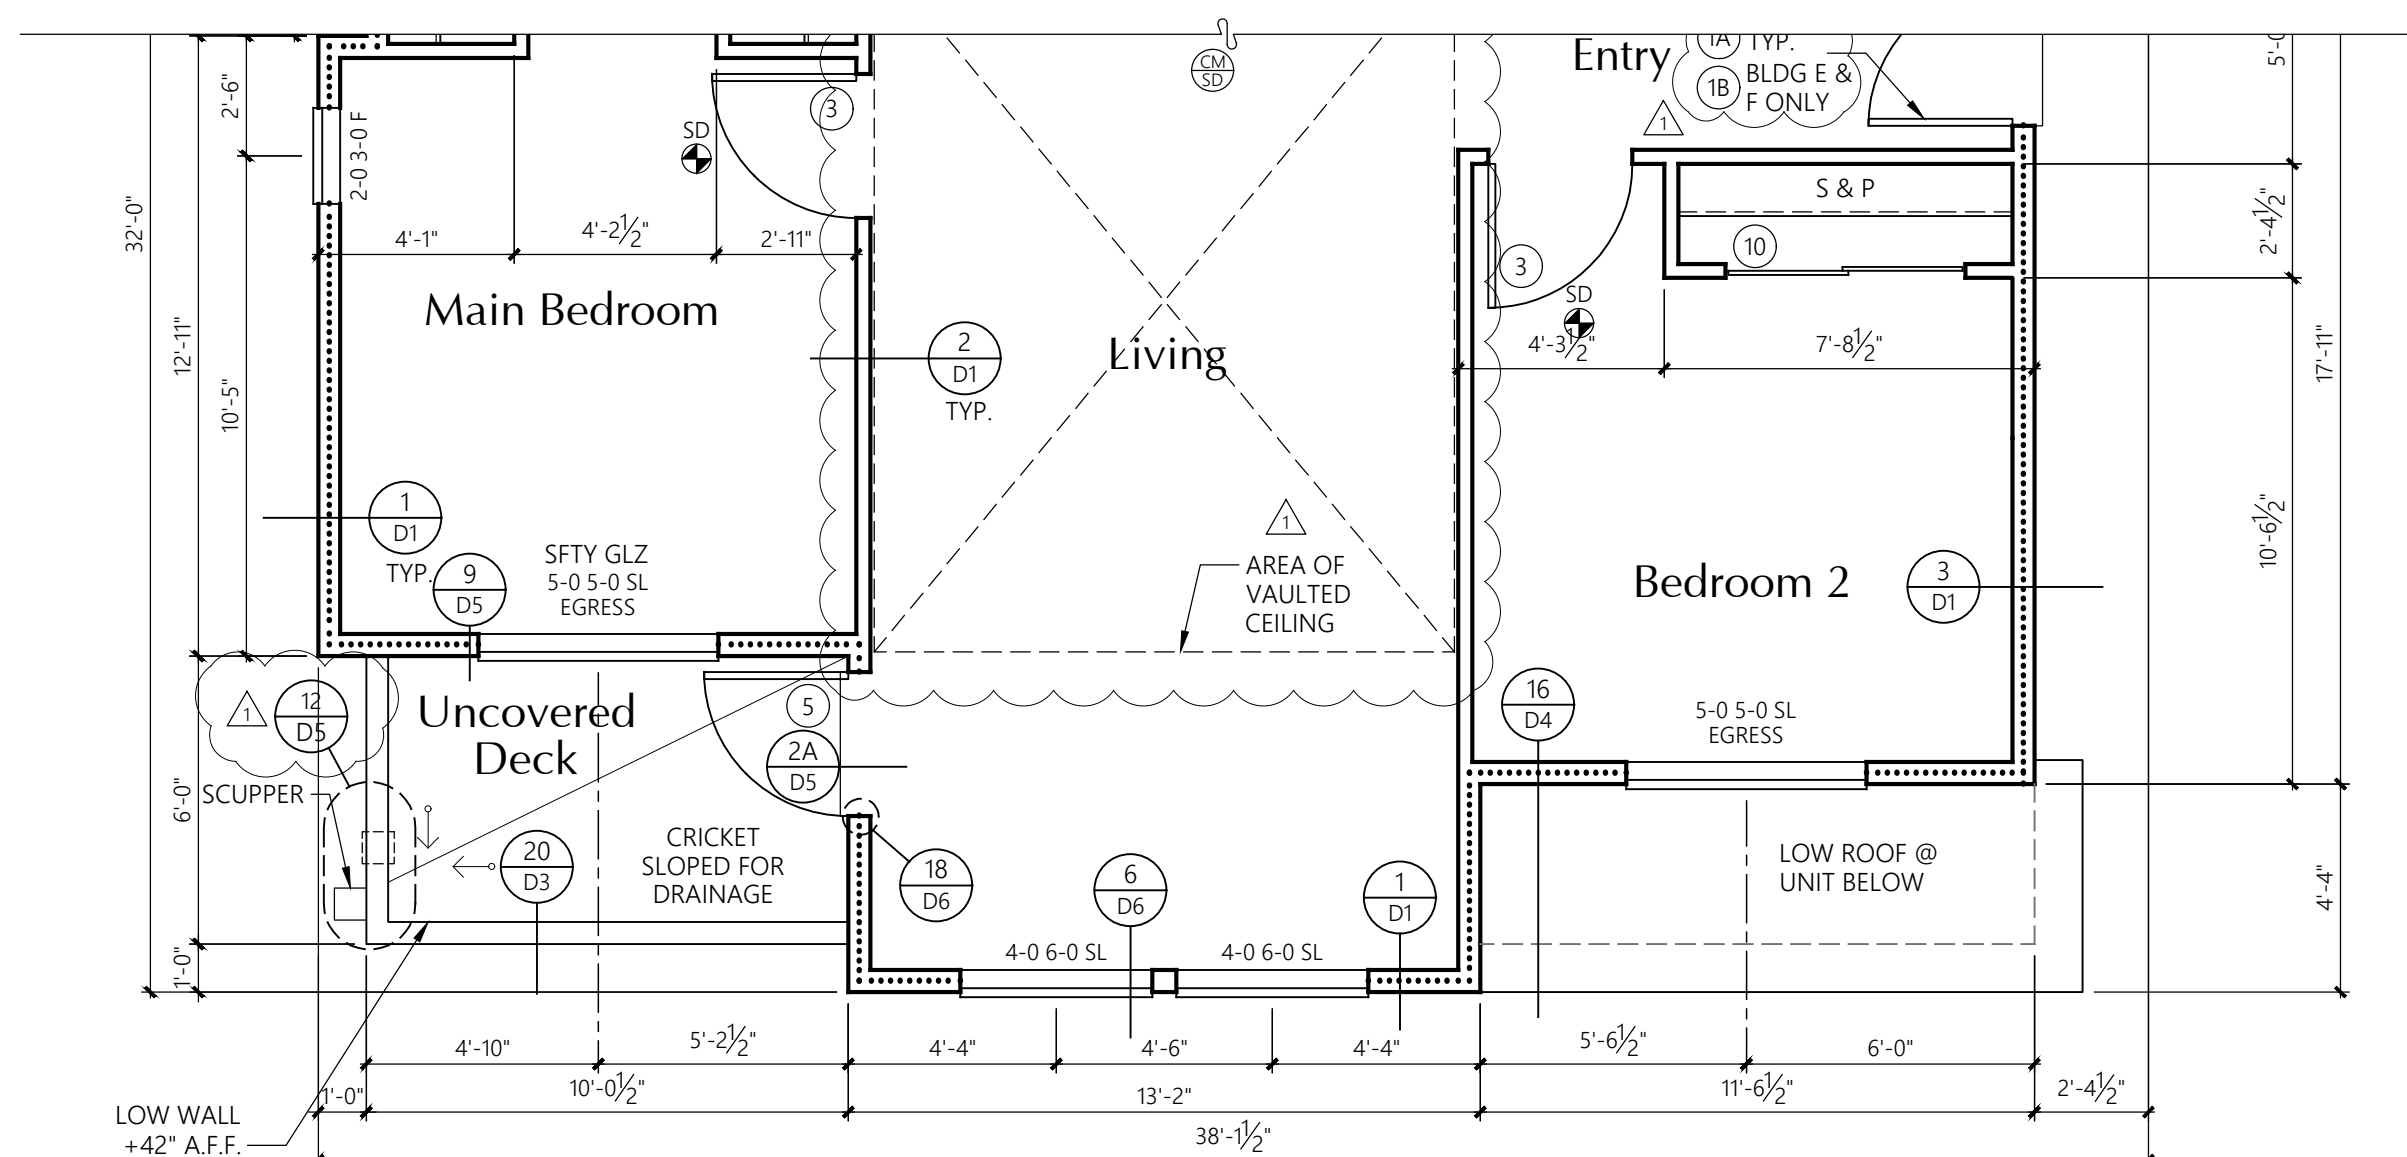 Entry
1A
TYP.
1B
BLDG E &
F ONLY
1
CM
SD
3
SD
2'-6"
2-0 3-0 F
32'-0"
12'-11"
10'-5"
4'-1"
4'-2½"
2'-11"
Main Bedroom
2
D1
TYP.
Living
S & P
10
3
SD
4'-3½"
7'-8½"
2'-4½"
17'-11"
10'-6½"
1
D1
TYP.
9
D5
SFTY GLZ
5-0 5-0 SL
EGRESS
1
AREA OF
VAULTED
CEILING
Bedroom 2
3
D1
1
12
D5
Uncovered
Deck
5
2A
D5
16
D4
5-0 5-0 SL
EGRESS
SCUPPER
6'-0"
1'-0"
20
D3
CRICKET
SLOPED FOR
DRAINAGE
18
D6
6
D6
1
D1
LOW ROOF @
UNIT BELOW
4'-4"
4-0 6-0 SL
4-0 6-0 SL
4'-10"
5'-2½"
4'-4"
4'-6"
4'-4"
5'-6½"
6'-0"
1'-0"
10'-0½"
13'-2"
11'-6½"
2'-4½"
LOW WALL
+42" A.F.F.
38'-1½"